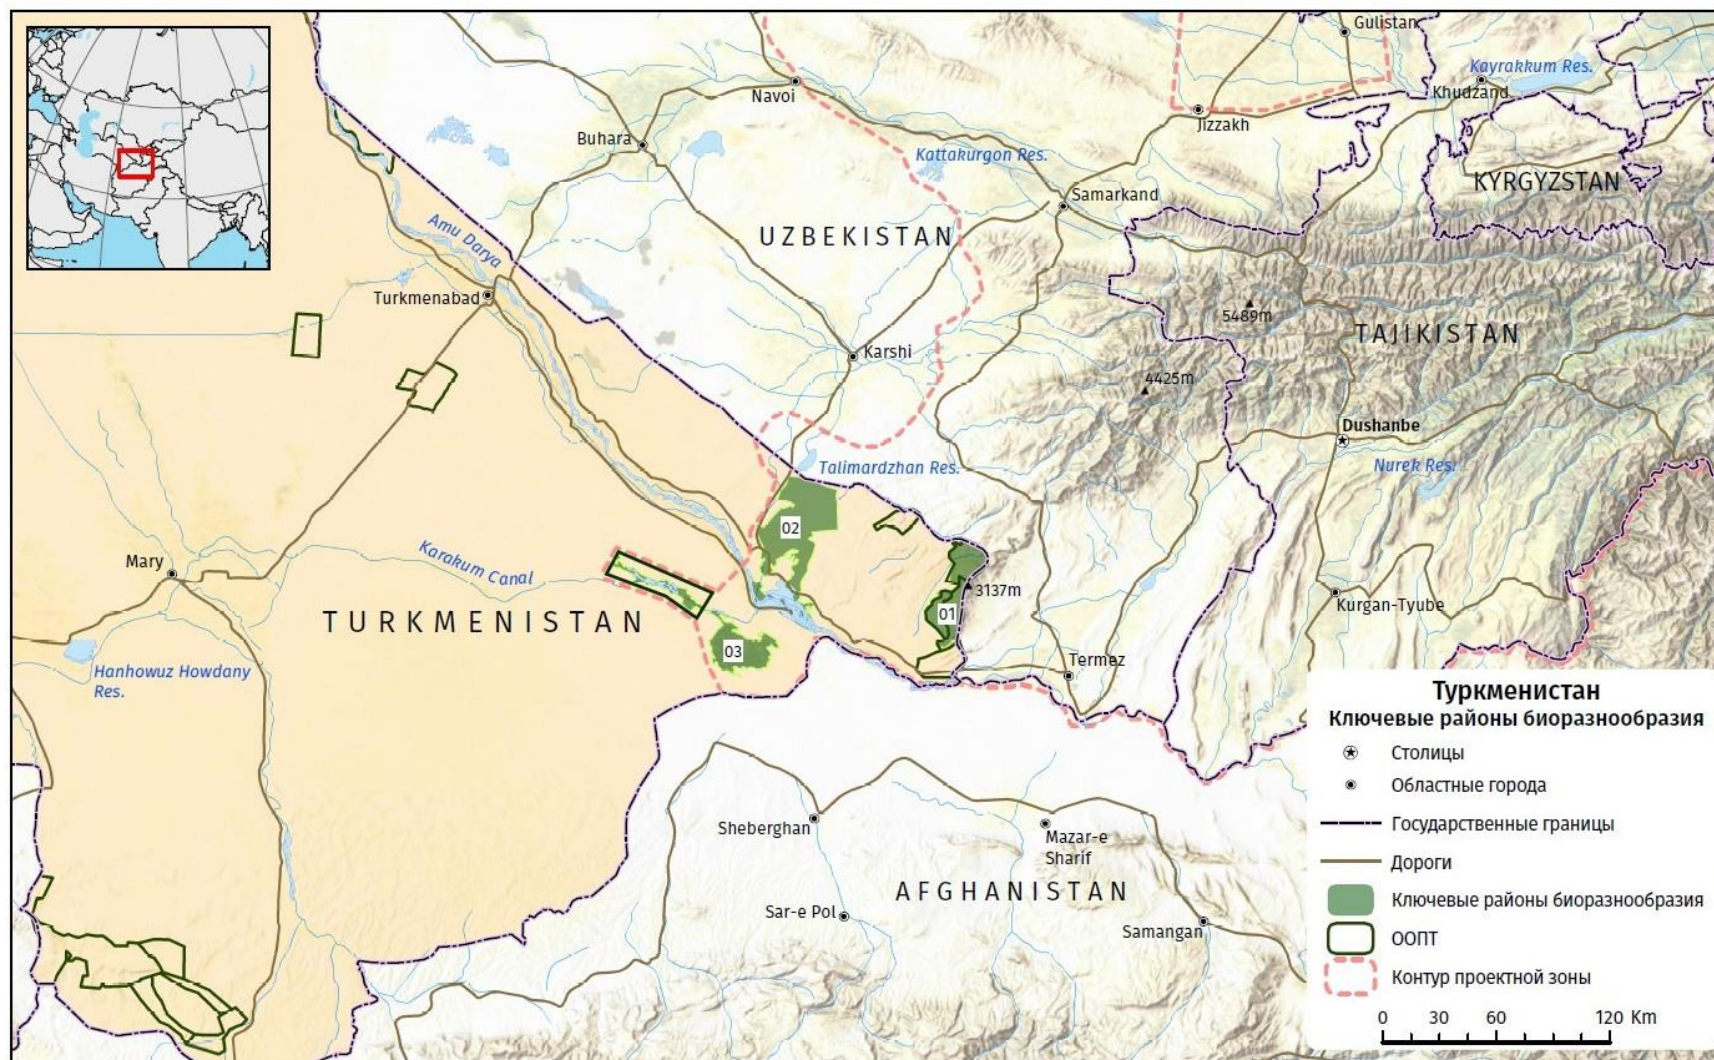 Gulistan
Kayrakkum Res.
Khudzand
Navoi
Jizzakh
Buhara
Kattakurgon Res.
KYRGYZSTAN
Samarkand
Amu Darya
UZBEKISTAN
Turkmenabad
5489m
TAJIKISTAN
Karshi
4425m
Dushanbe
Talimardzhan Res.
Nurek Res.
02
Karakum Canal
Mary
3137m
01
Kurgan-Tyube
TURKMENISTAN
03
Termez
Hanhowuz Howdany
Res.
Sheberghan
Mazar-e
Sharif
AFGHANISTAN
Sar-e Pol
Samangan
Туркменистан
Ключевые районы биоразнообразия
Столицы
Областные города
Государственные границы
Дороги
Ключевые районы биоразнообразия
ООПТ
Контур проектной зоны
0 30 60 120 Km